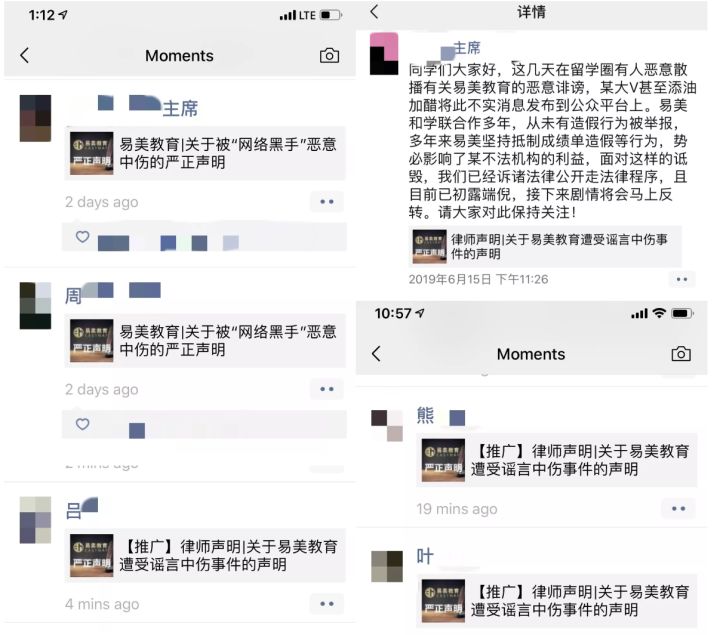 1:12
LTE
Moments
主席
易美教育|关于被“网络黑手”恶意
中伤的严正声明
2 days ago
周
易美教育|关于被“网络黑手”恶意
中伤的严正声明
2 days ago
吕
【推广】律师声明|关于易美教育
遭受谣言中伤事件的声明
4 mins ago
详情
主席
同学们大家好，这几天在留学圈有人恶意散
播有关易美教育的恶意诽谤，某大V甚至添油
加醋将此不实消息发布到公众平台上。易美
和学联合作多年，从未有造假行为被举报，
多年来易美坚持抵制成绩单造假等行为，势
必影响了某不法机构的利益，面对这样的诋
毁，我们已经诉诸法律公开走法律程序，且
目前已初露端倪，接下来剧情将会马上反
转。请大家对此保持关注！
律师声明|关于易美教育遭受谣言中伤事
件的声明
2019年6月15日 下午11:26
10:57
Moments
熊
【推广】律师声明|关于易美教育
遭受谣言中伤事件的声明
19 mins ago
叶
【推广】律师声明|关于易美教育
遭受谣言中伤事件的声明